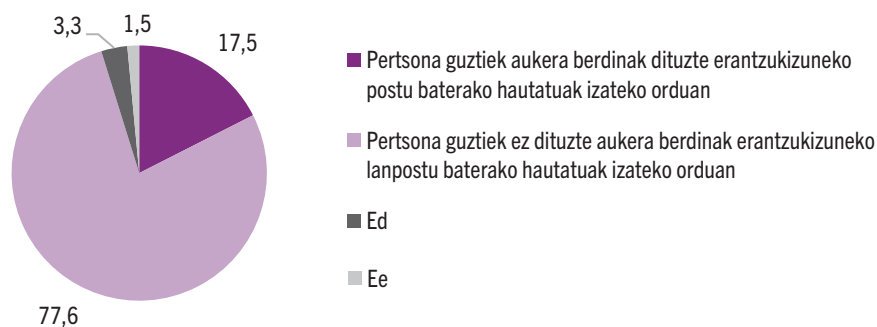 3,3
1,5
17,5
77,6
Pertsona guztiek aukera berdinak dituzte erantzukizuneko
postu baterako hautatuak izateko orduan
Pertsona guztiek ez dituzte aukera berdinak erantzukizuneko
lanpostu baterako hautatuak izateko orduan
Ed
Ee